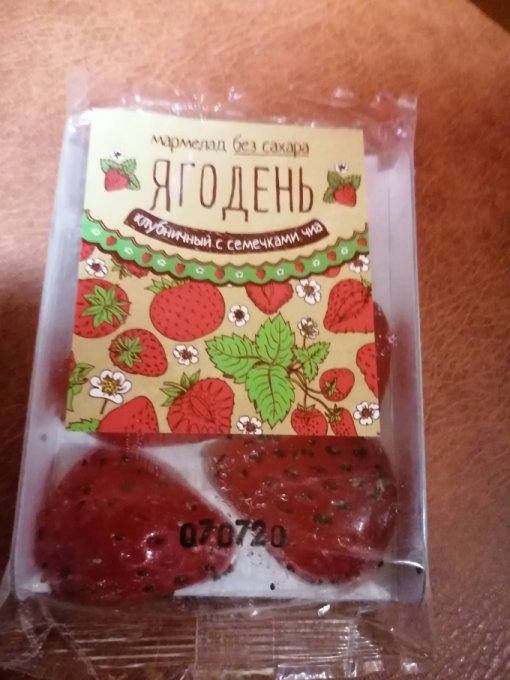 мармелад без сахара
ЯГОДЕНЬ
клубничный с семечками чиа
070720